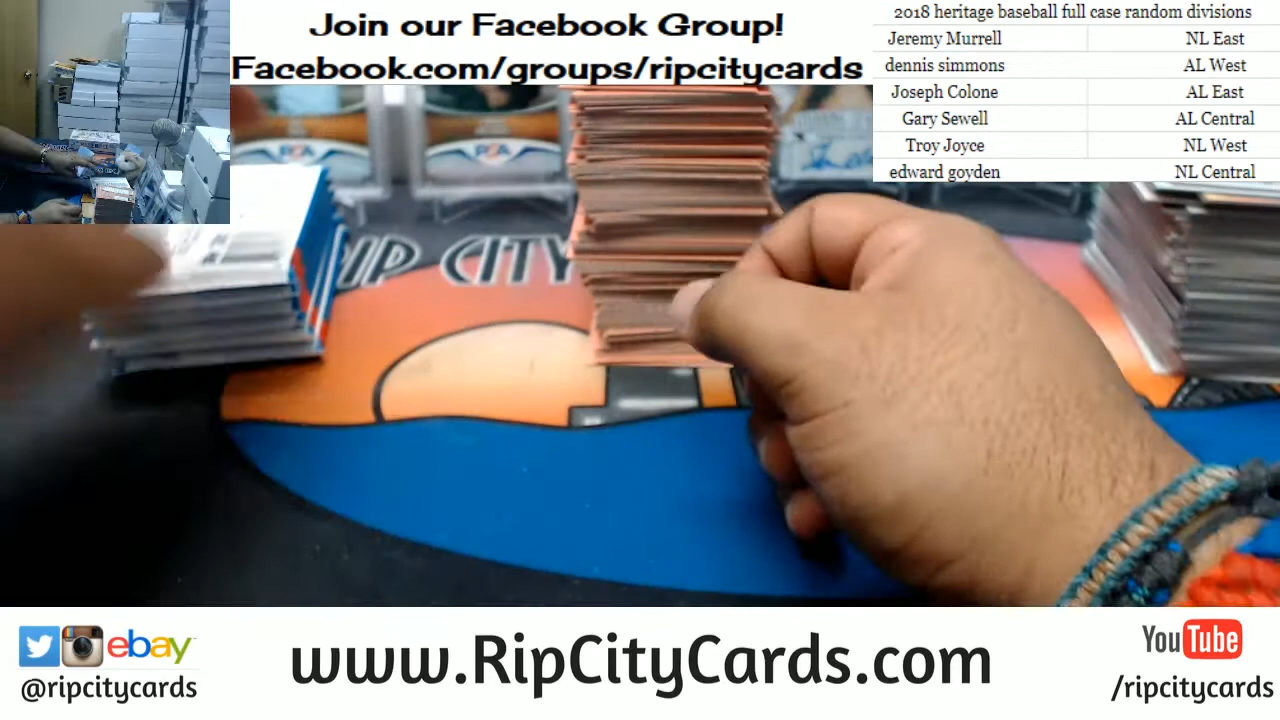 Join our Facebook Group!
Facebook.com/groups/ripcitycards
2018 heritage baseball full case random divisions
Jeremy Murrell NL East
dennis simmons AL West
Joseph Colone AL East
Gary Sewell AL Central
Troy Joyce NL West
edward goyden NL Central
RIP CITY
ebay
@ripcitycards
www.RipCityCards.com
YouTube
/ripcitycards